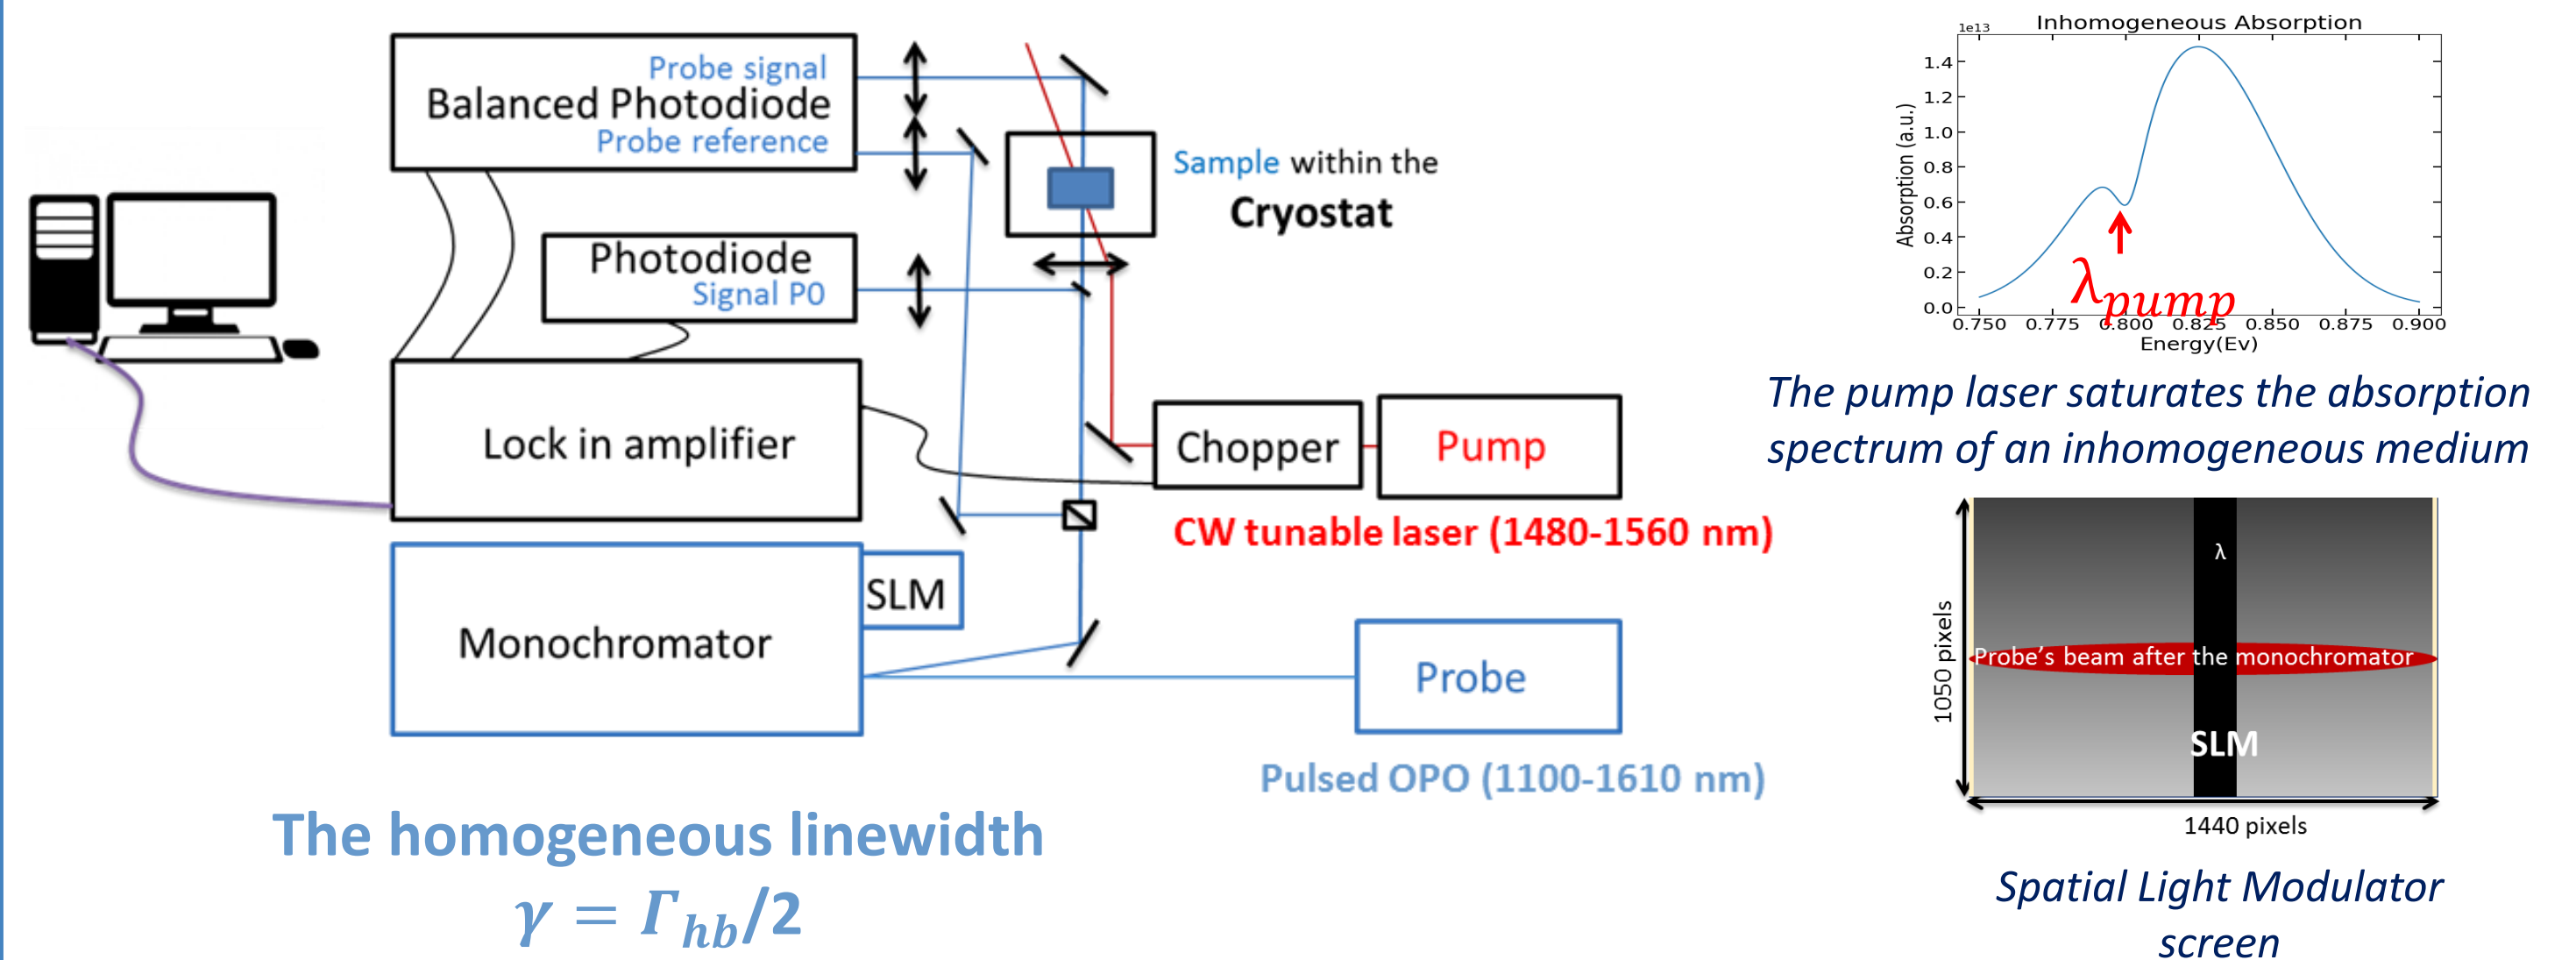 Probe signal
Balanced Photodiode
Probe reference
Photodiode
Signal P0
Lock in amplifier
Monochromator
SLM
Sample within the
Cryostat
Chopper
Pump
CW tunable laser (1480-1560 nm)
Probe
Pulsed OPO (1100-1610 nm)
The homogeneous linewidth
γ = Γhb/2
Inhomogeneous Absorption
1e13
Absorption (a.u.)
1.4
1.2
1.0
0.8
0.6
0.4
0.2
0.0
λpump
0.750 0.775 0.800 0.825 0.850 0.875 0.900
Energy(Ev)
The pump laser saturates the absorption
spectrum of an inhomogeneous medium
λ
Probe's beam after the monochromator
SLM
1050 pixels
1440 pixels
Spatial Light Modulator
screen